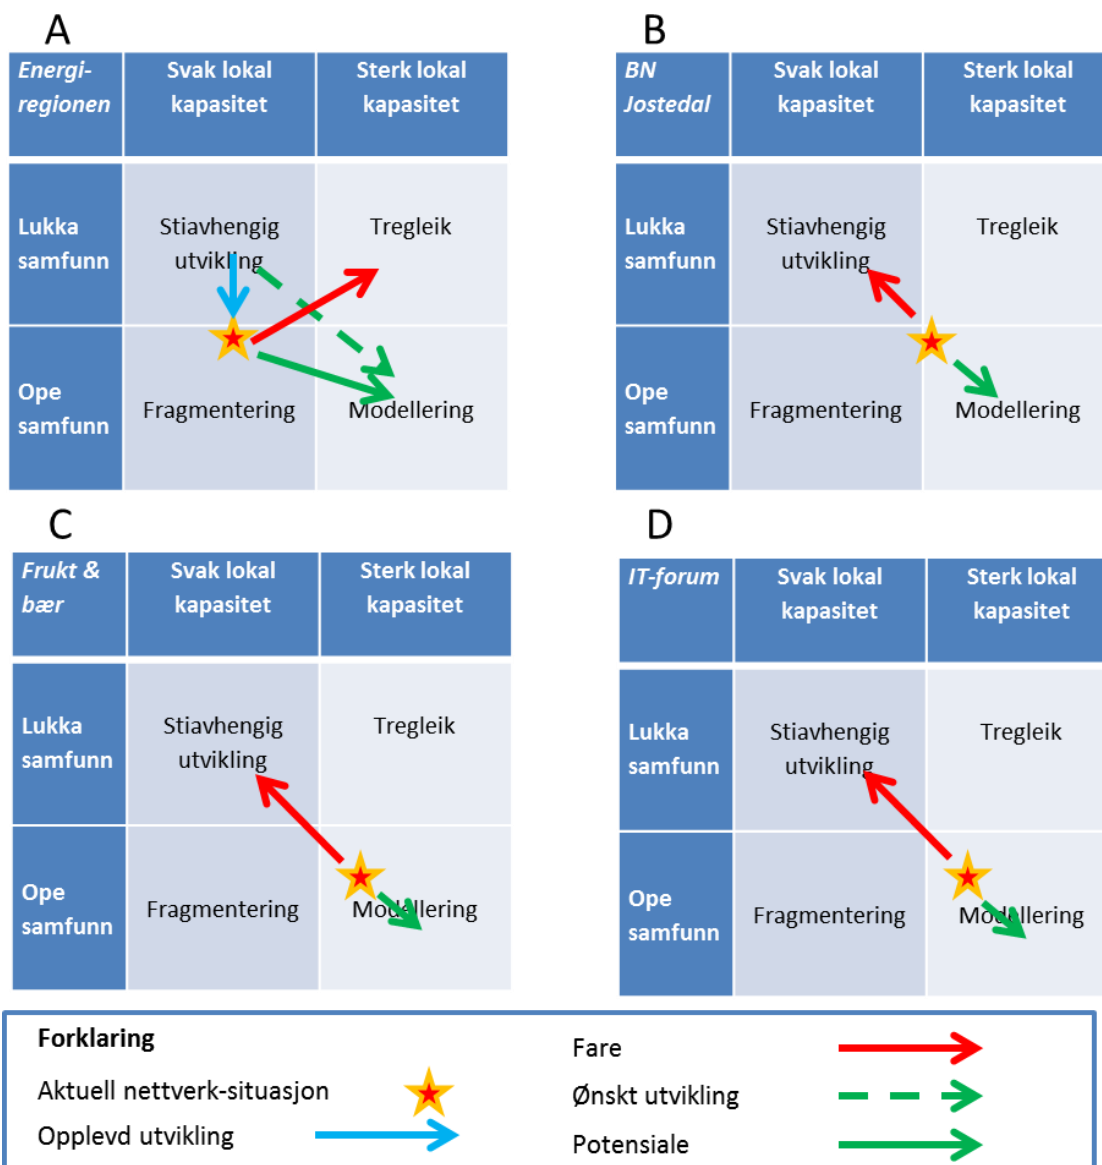 A
Energi-
regionen
Svak lokal
kapasitet
Sterk lokal
kapasitet
Lukka
samfunn
Stiavhengig
utvikling
Tregleik
Ope
samfunn
Fragmentering
Modellering
B
BN
Jostedal
Svak lokal
kapasitet
Sterk lokal
kapasitet
Lukka
samfunn
Stiavhengig
utvikling
Tregleik
Ope
samfunn
Fragmentering
Modellering
C
Frukt &
bær
Svak lokal
kapasitet
Sterk lokal
kapasitet
Lukka
samfunn
Stiavhengig
utvikling
Tregleik
Ope
samfunn
Fragmentering
Modellering
D
IT-forum
Svak lokal
kapasitet
Sterk lokal
kapasitet
Lukka
samfunn
Stiavhengig
utvikling
Tregleik
Ope
samfunn
Fragmentering
Modellering
Forklaring
Aktuell nettverk-situasjon
Opplevd utvikling
Fare
Ønskt utvikling
Potensiale